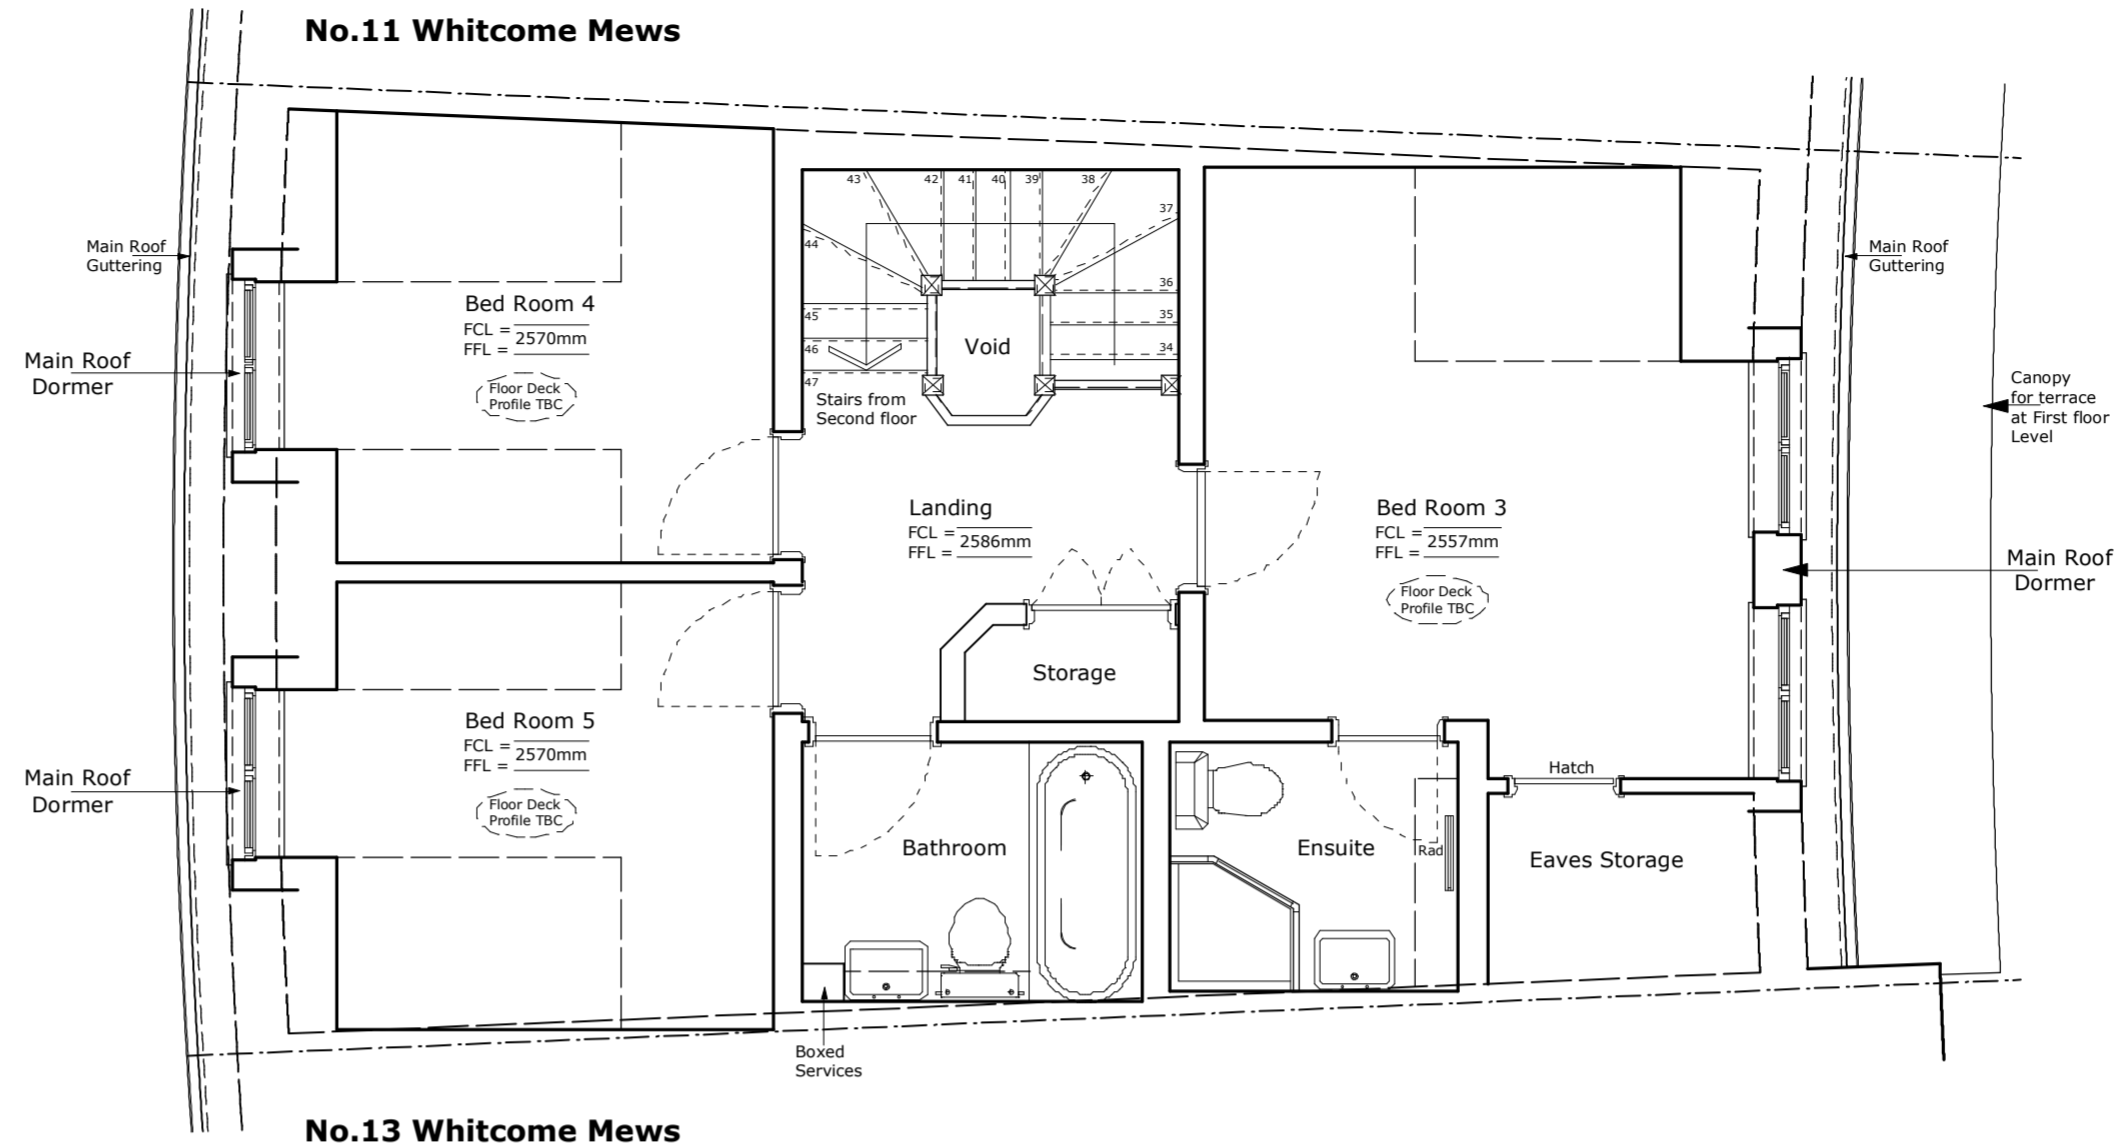 No.11 Whitcome Mews
43
42
41
40
39
38
37
44
36
45
35
46
34
47
Void
Stairs from
Second floor
Main Roof
Guttering
Main Roof
Guttering
Bed Room 4
FCL =
2570mm
FFL =
Floor Deck
Profile TBC
Main Roof
Dormer
Canopy
for terrace
at First floor
Level
Landing
FCL =
2586mm
FFL =
Bed Room 3
FCL =
2557mm
FFL =
Floor Deck
Profile TBC
Main Roof
Dormer
Storage
Bed Room 5
FCL =
2570mm
FFL =
Floor Deck
Profile TBC
Main Roof
Dormer
Hatch
Bathroom
Ensuite
Rad
Eaves Storage
Boxed
Services
No.13 Whitcome Mews